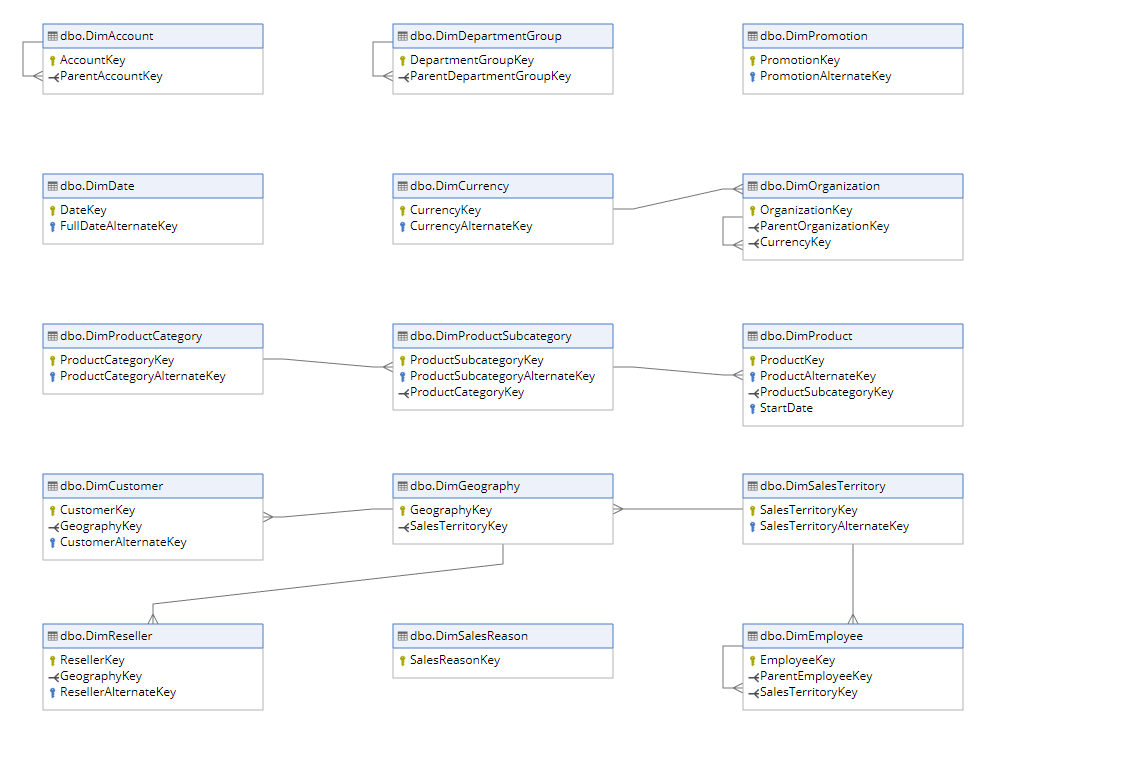 dbo.DimAccount
AccountKey
ParentAccountKey
dbo.DimDepartmentGroup
DepartmentGroupKey
ParentDepartmentGroupKey
dbo.DimPromotion
PromotionKey
PromotionAlternateKey
dbo.DimDate
DateKey
FullDateAlternateKey
dbo.DimCurrency
CurrencyKey
CurrencyAlternateKey
dbo.DimOrganization
OrganizationKey
ParentOrganizationKey
CurrencyKey
dbo.DimProductCategory
ProductCategoryKey
ProductCategoryAlternateKey
dbo.DimProductSubcategory
ProductSubcategoryKey
ProductSubcategoryAlternateKey
ProductCategoryKey
dbo.DimProduct
ProductKey
ProductAlternateKey
ProductSubcategoryKey
StartDate
dbo.DimCustomer
CustomerKey
GeographyKey
CustomerAlternateKey
dbo.DimGeography
GeographyKey
SalesTerritoryKey
dbo.DimSalesTerritory
SalesTerritoryKey
SalesTerritoryAlternateKey
dbo.DimReseller
ResellerKey
GeographyKey
ResellerAlternateKey
dbo.DimSalesReason
SalesReasonKey
dbo.DimEmployee
EmployeeKey
ParentEmployeeKey
SalesTerritoryKey